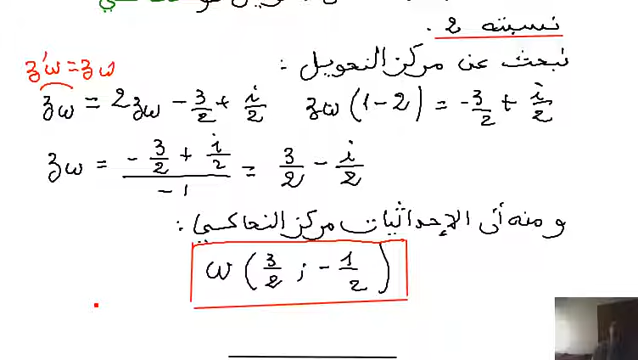 نسبته 2.
نبحث عن مركز التحويل :
z'ω = zω
zω = 2zω - 3/2 + i/2    zω(1-2) = -3/2 + i/2
zω = (-3/2 + i/2)/-1 = 3/2 - i/2
و منه أن الإحداثيات مركز التحاكي :
ω(3/2 ; -1/2)